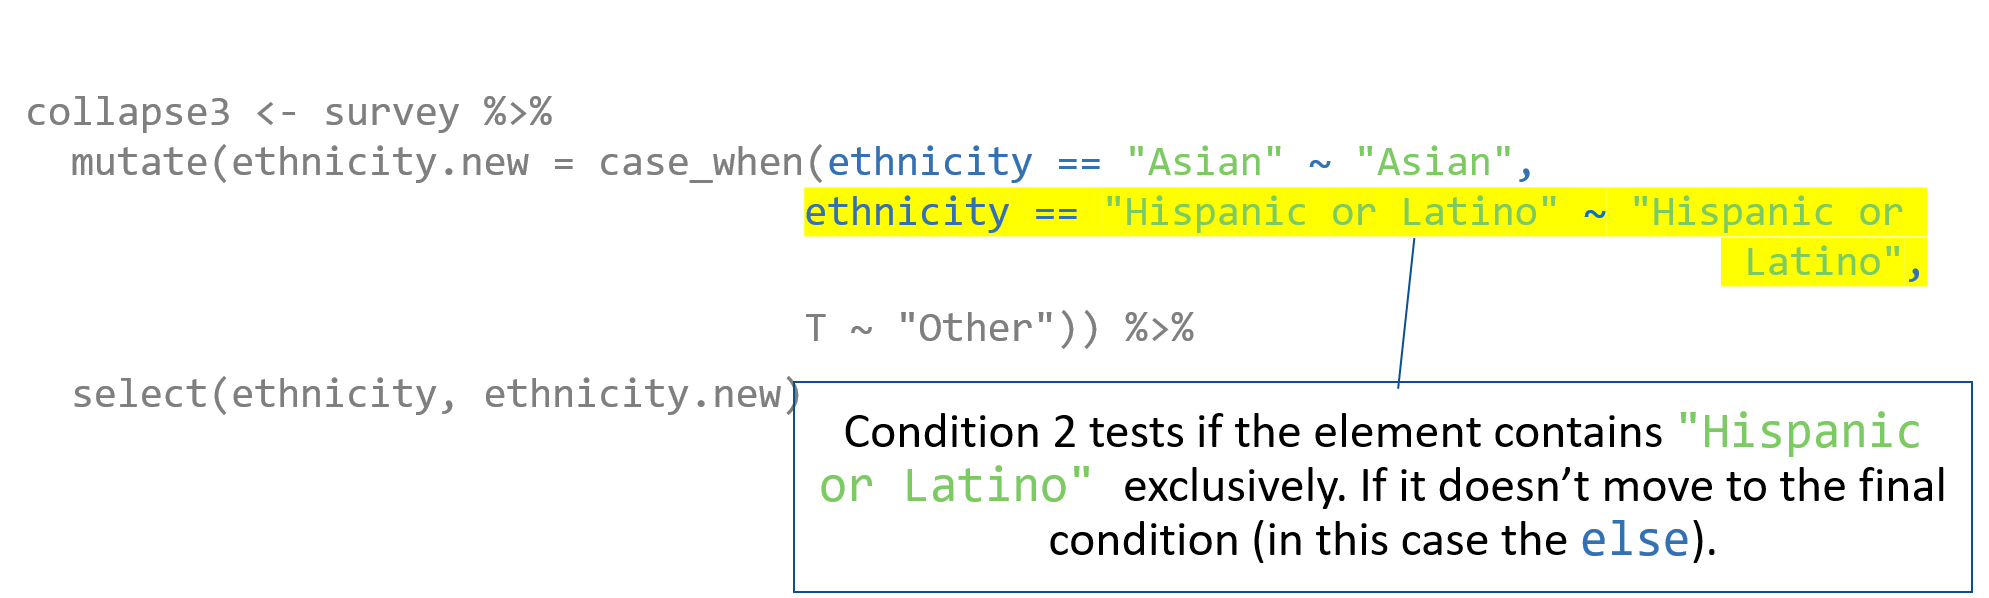 collapse3 <- survey %>%
mutate(ethnicity.new = case_when(ethnicity == "Asian" ~ "Asian",
ethnicity == "Hispanic or Latino" ~ "Hispanic or
Latino",
T ~ "Other")) %>%
select(ethnicity, ethnicity.new)
Condition 2 tests if the element contains "Hispanic
or Latino" exclusively. If it doesn’t move to the final
condition (in this case the else).